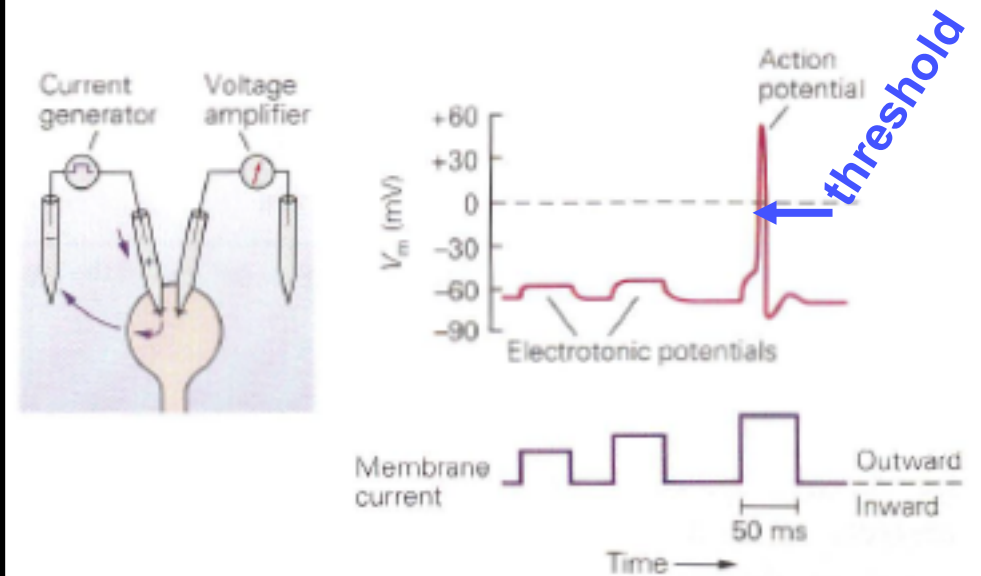 Current
generator
Voltage
amplifier
Action
potential
threshold
+60
+30
0
–30
–60
–90
Vm (mV)
Electrotonic potentials
Membrane
current
Outward
Inward
50 ms
Time